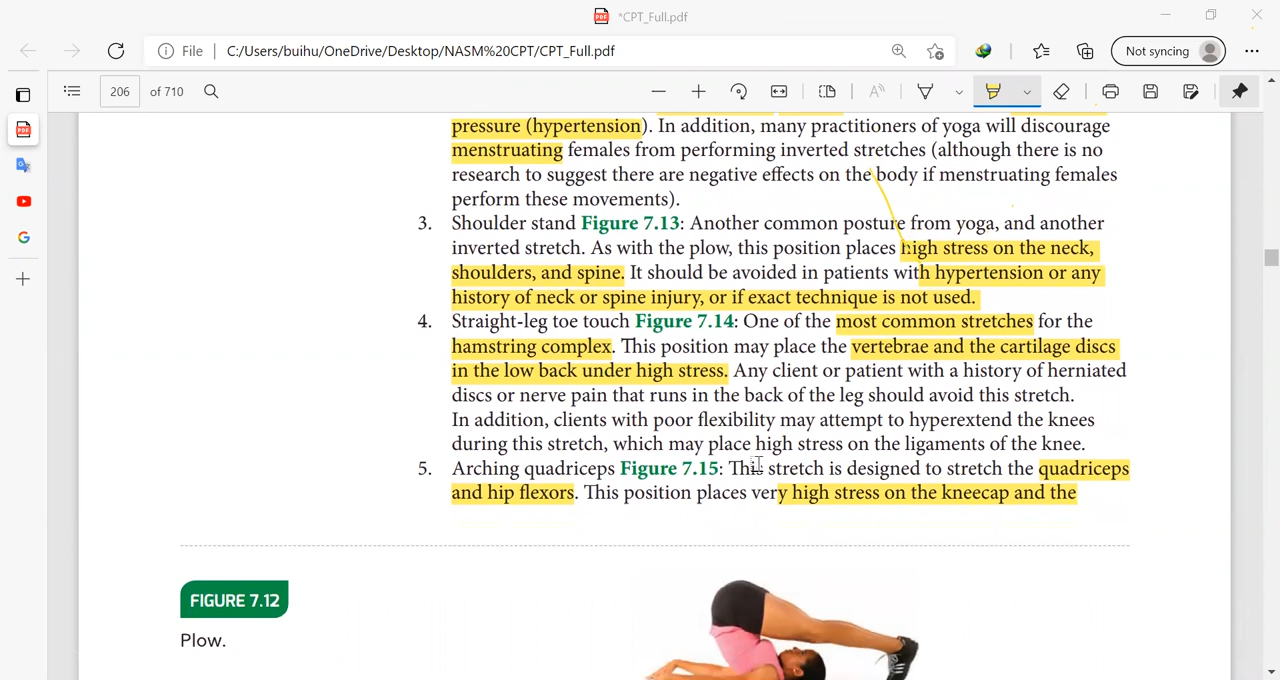 *CPT_Full.pdf
File
C:/Users/buihu/OneDrive/Desktop/NASM%20CPT/CPT_Full.pdf
Not syncing
206 of 710
pressure (hypertension). In addition, many practitioners of yoga will discourage
menstruating females from performing inverted stretches (although there is no
research to suggest there are negative effects on the body if menstruating females
perform these movements).
3. Shoulder stand Figure 7.13: Another common posture from yoga, and another
inverted stretch. As with the plow, this position places high stress on the neck,
shoulders, and spine. It should be avoided in patients with hypertension or any
history of neck or spine injury, or if exact technique is not used.
4. Straight-leg toe touch Figure 7.14: One of the most common stretches for the
hamstring complex. This position may place the vertebrae and the cartilage discs
in the low back under high stress. Any client or patient with a history of herniated
discs or nerve pain that runs in the back of the leg should avoid this stretch.
In addition, clients with poor flexibility may attempt to hyperextend the knees
during this stretch, which may place high stress on the ligaments of the knee.
5. Arching quadriceps Figure 7.15: This stretch is designed to stretch the quadriceps
and hip flexors. This position places very high stress on the kneecap and the
FIGURE 7.12
Plow.